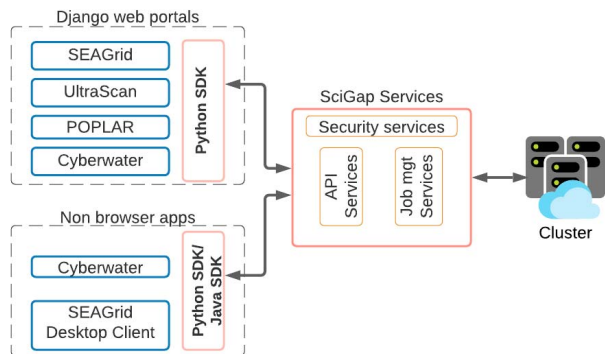 Django web portals
SEAGrid
UltraScan
POPLAR
Cyberwater
Python SDK
Non browser apps
Cyberwater
SEAGrid
Desktop Client
Python SDK/
Java SDK
SciGap Services
Security services
API
Services
Job mgt
Services
Cluster